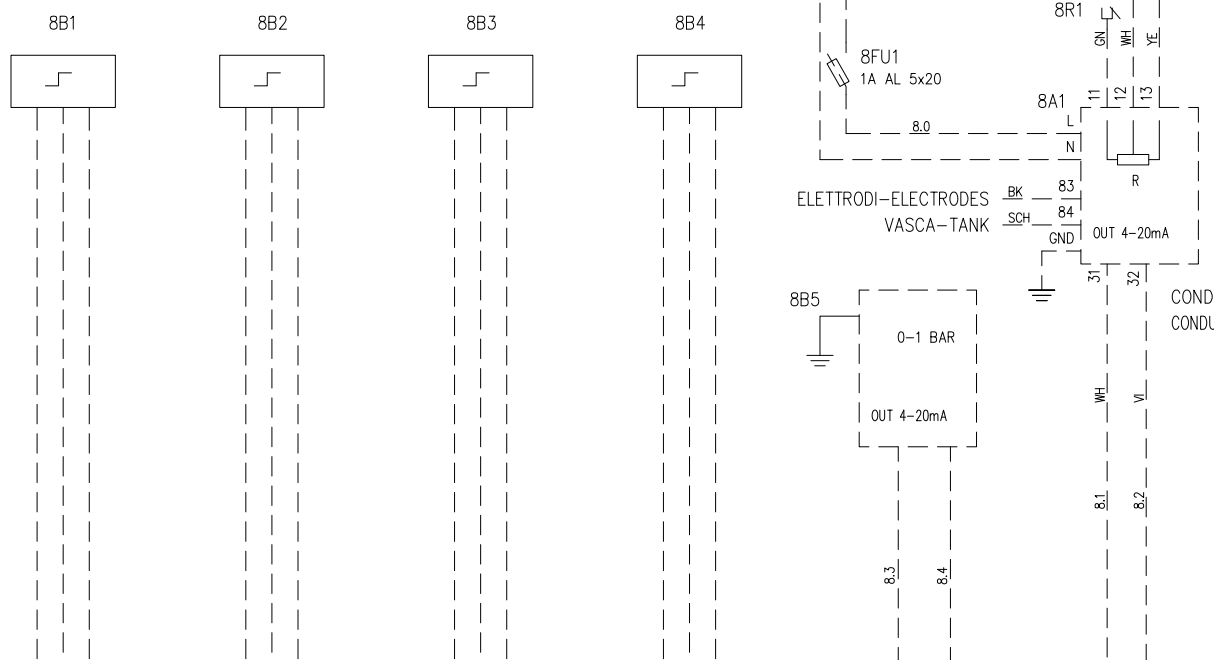 8B1
8B2
8B3
8B4
8R1
GN
WH
YE
8FU1
1A AL 5x20
8A1
11
12
13
L
8.0
N
R
ELETTRODI-ELECTRODES
BK
83
VASCA-TANK
SCH
84
GND
OUT 4-20mA
31
32
8B5
COND
CONDU
0-1 BAR
OUT 4-20mA
WH
VI
8.1
8.2
8.3
8.4